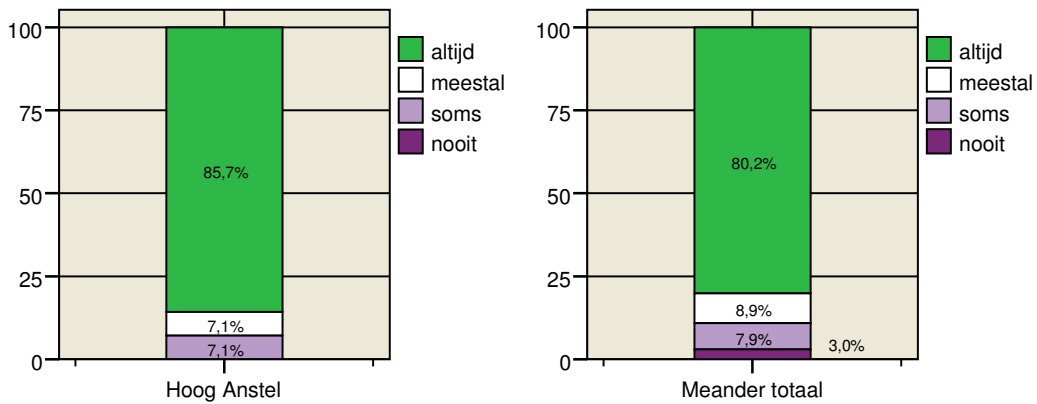 100
75
50
25
0
85,7%
7,1%
7,1%
Hoog Anstel
altijd
meestal
soms
nooit
100
75
50
25
0
80,2%
8,9%
7,9%
3,0%
Meander totaal
altijd
meestal
soms
nooit